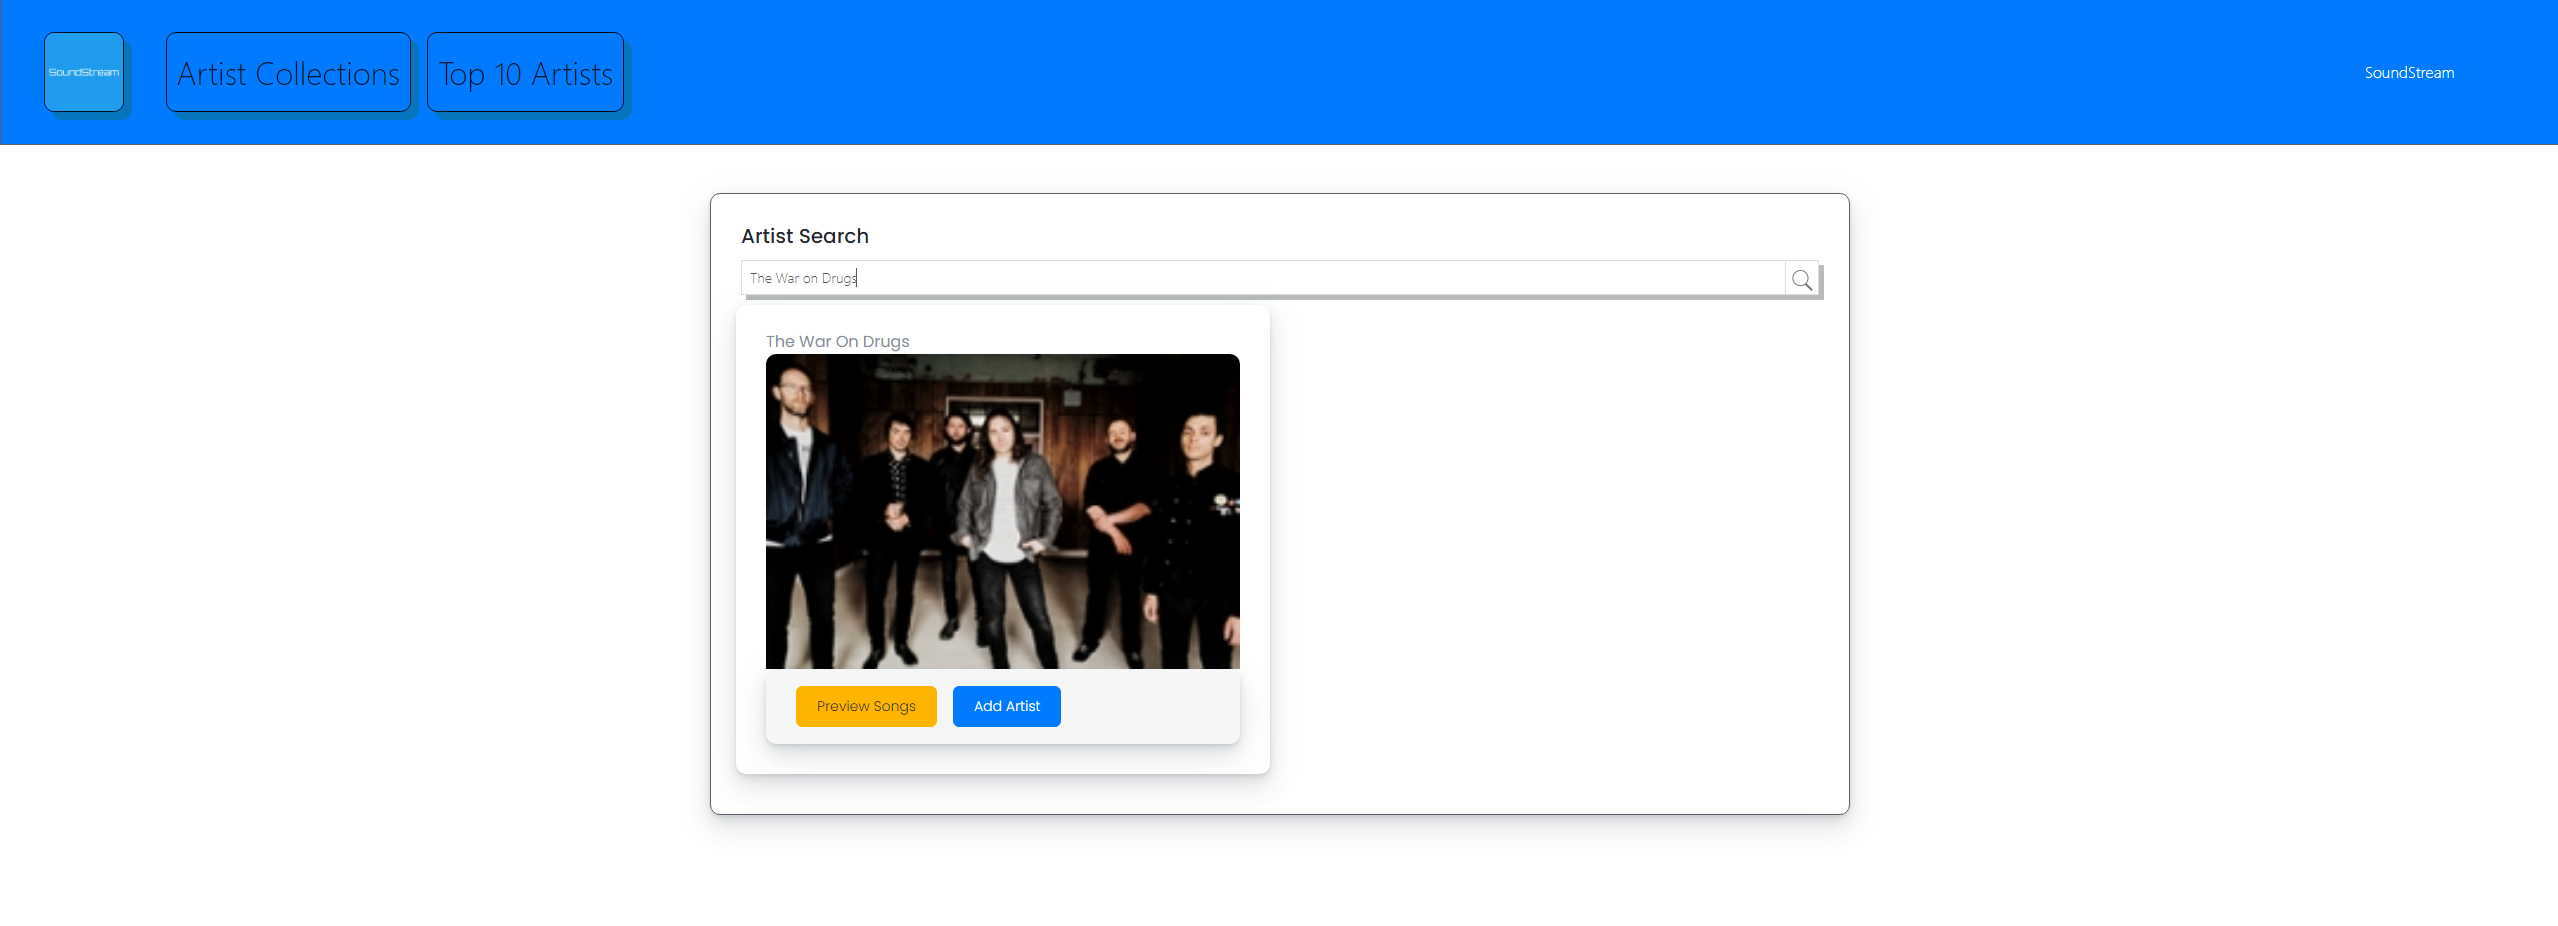 SoundStream
Artist Collections
Top 10 Artists
SoundStream
Artist Search
The War on Drugs
The War On Drugs
Preview Songs
Add Artist